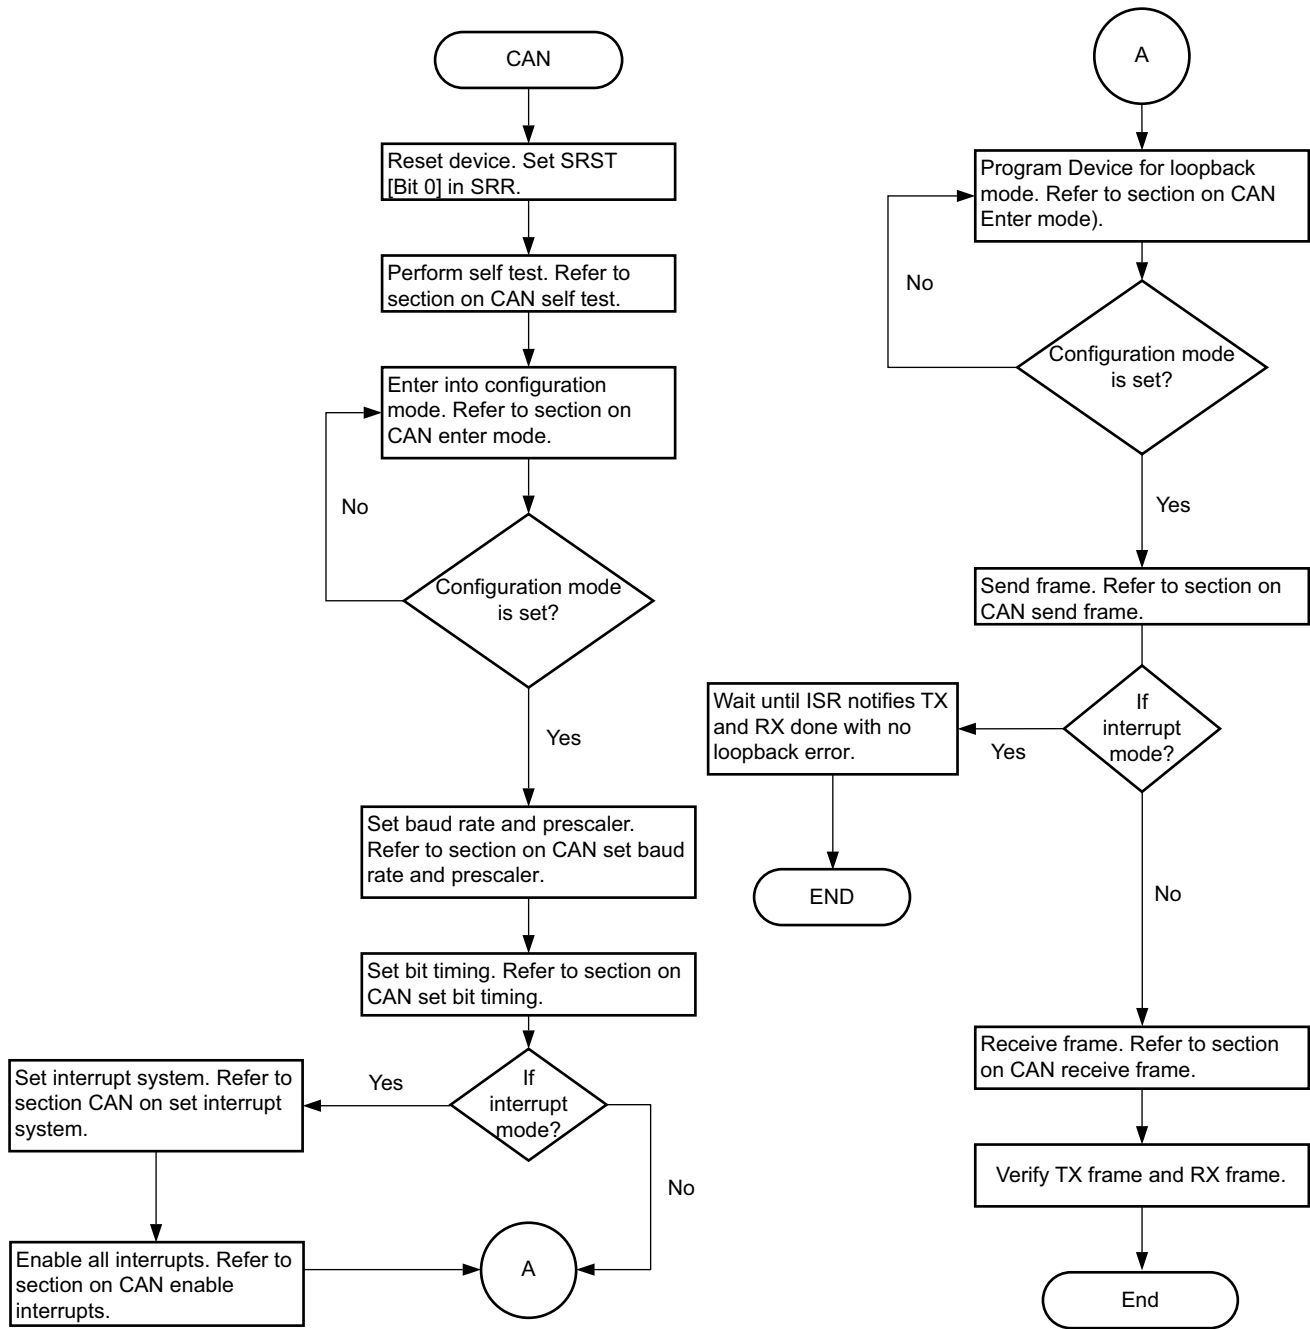 CAN
Reset device. Set SRST
[Bit 0] in SRR.
Perform self test. Refer to
section on CAN self test.
Enter into configuration
mode. Refer to section on
CAN enter mode.
No
Configuration mode
is set?
Yes
Set baud rate and prescaler.
Refer to section on CAN set baud
rate and prescaler.
Set bit timing. Refer to section on
CAN set bit timing.
If
interrupt
mode?
Yes
Set interrupt system. Refer to
section CAN on set interrupt
system.
No
Enable all interrupts. Refer to
section on CAN enable
interrupts.
A
A
Program Device for loopback
mode. Refer to section on CAN
Enter mode).
No
Configuration mode
is set?
Yes
Send frame. Refer to section on
CAN send frame.
If
interrupt
mode?
Yes
Wait until ISR notifies TX
and RX done with no
loopback error.
END
No
Receive frame. Refer to section
on CAN receive frame.
Verify TX frame and RX frame.
End